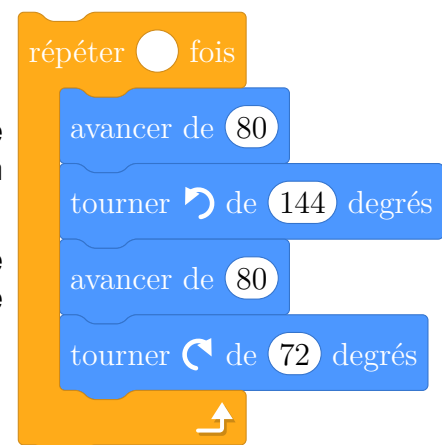 répéter fois
avancer de 80
tourner de 144 degrés
avancer de 80
tourner de 72 degrés